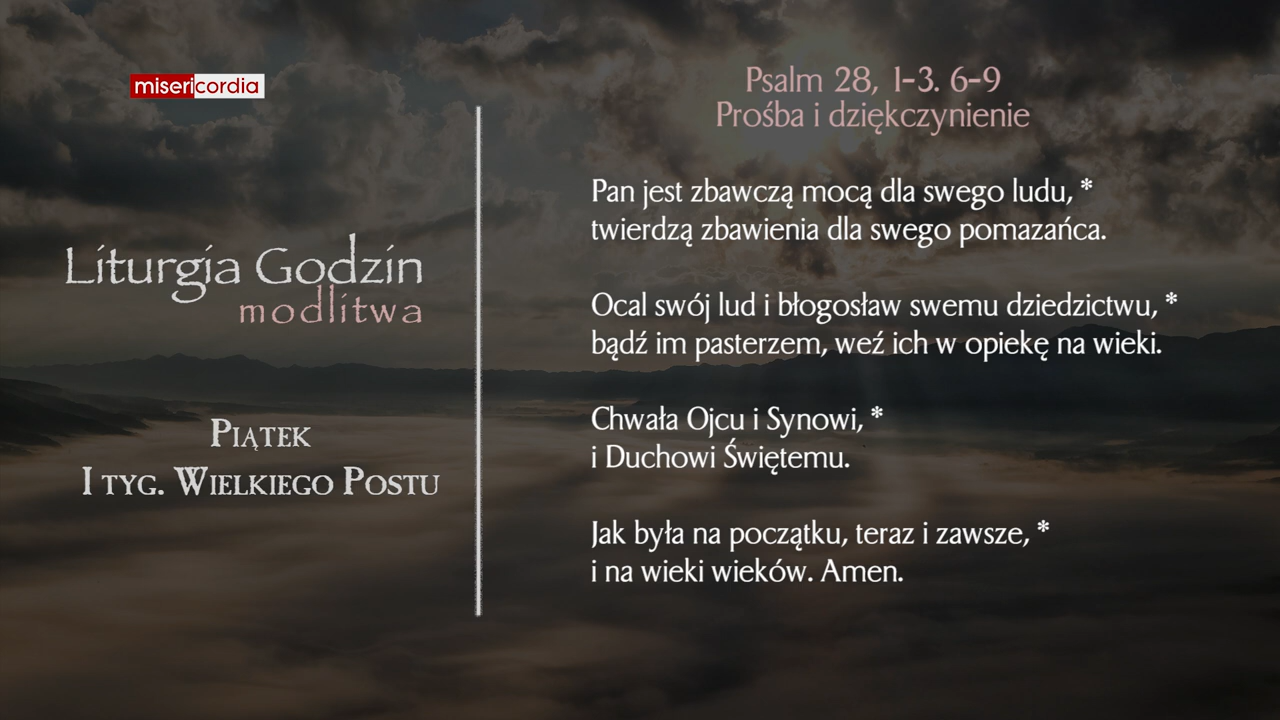 misericordia
Liturgia Godzin
modlitwa
Piątek
I tyg. Wielkiego Postu
Psalm 28, 1-3. 6-9
Prośba i dziękczynienie
Pan jest zbawczą mocą dla swego ludu, *
twierdzą zbawienia dla swego pomazańca.
Ocal swój lud i błogosław swemu dziedzictwu, *
bądź im pasterzem, weź ich w opiekę na wieki.
Chwała Ojcu i Synowi, *
i Duchowi Świętemu.
Jak była na początku, teraz i zawsze, *
i na wieki wieków. Amen.